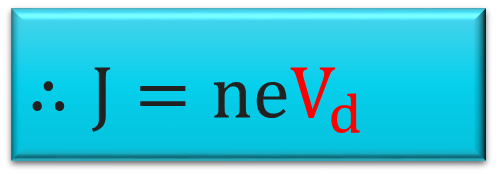 ∴ J = neV_d